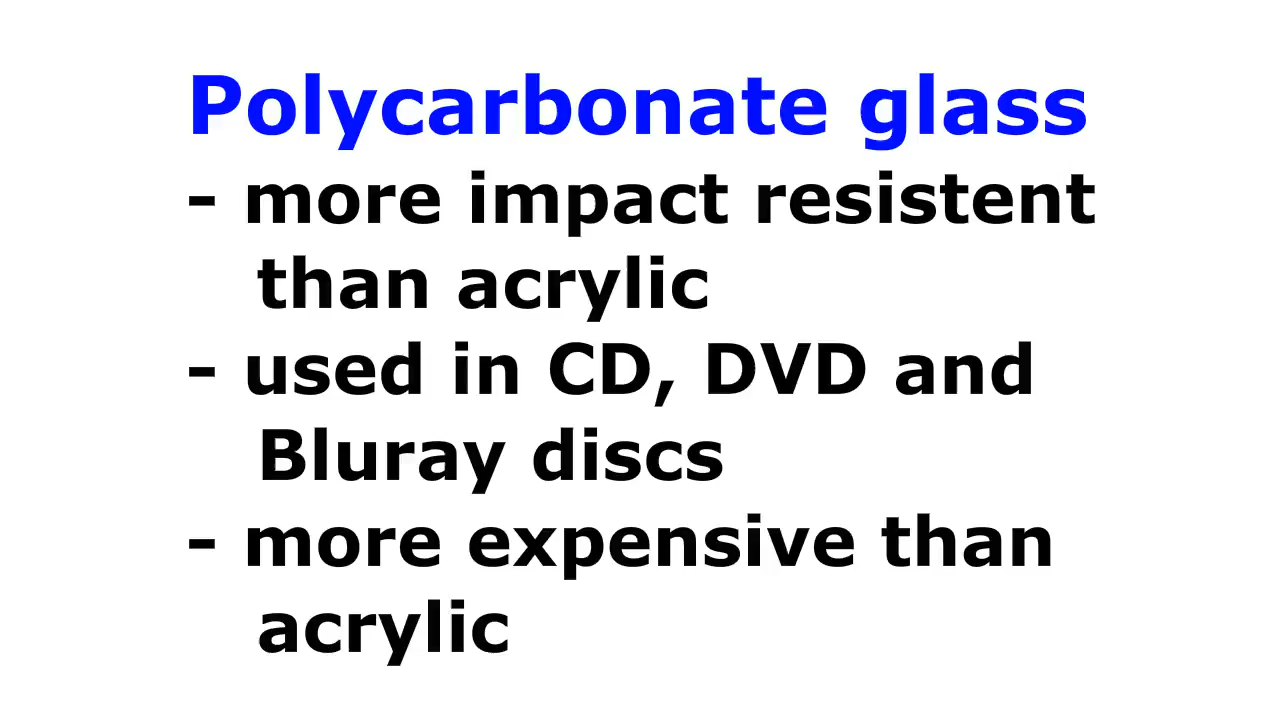 Polycarbonate glass
- more impact resistent
than acrylic
- used in CD, DVD and
Bluray discs
- more expensive than
acrylic